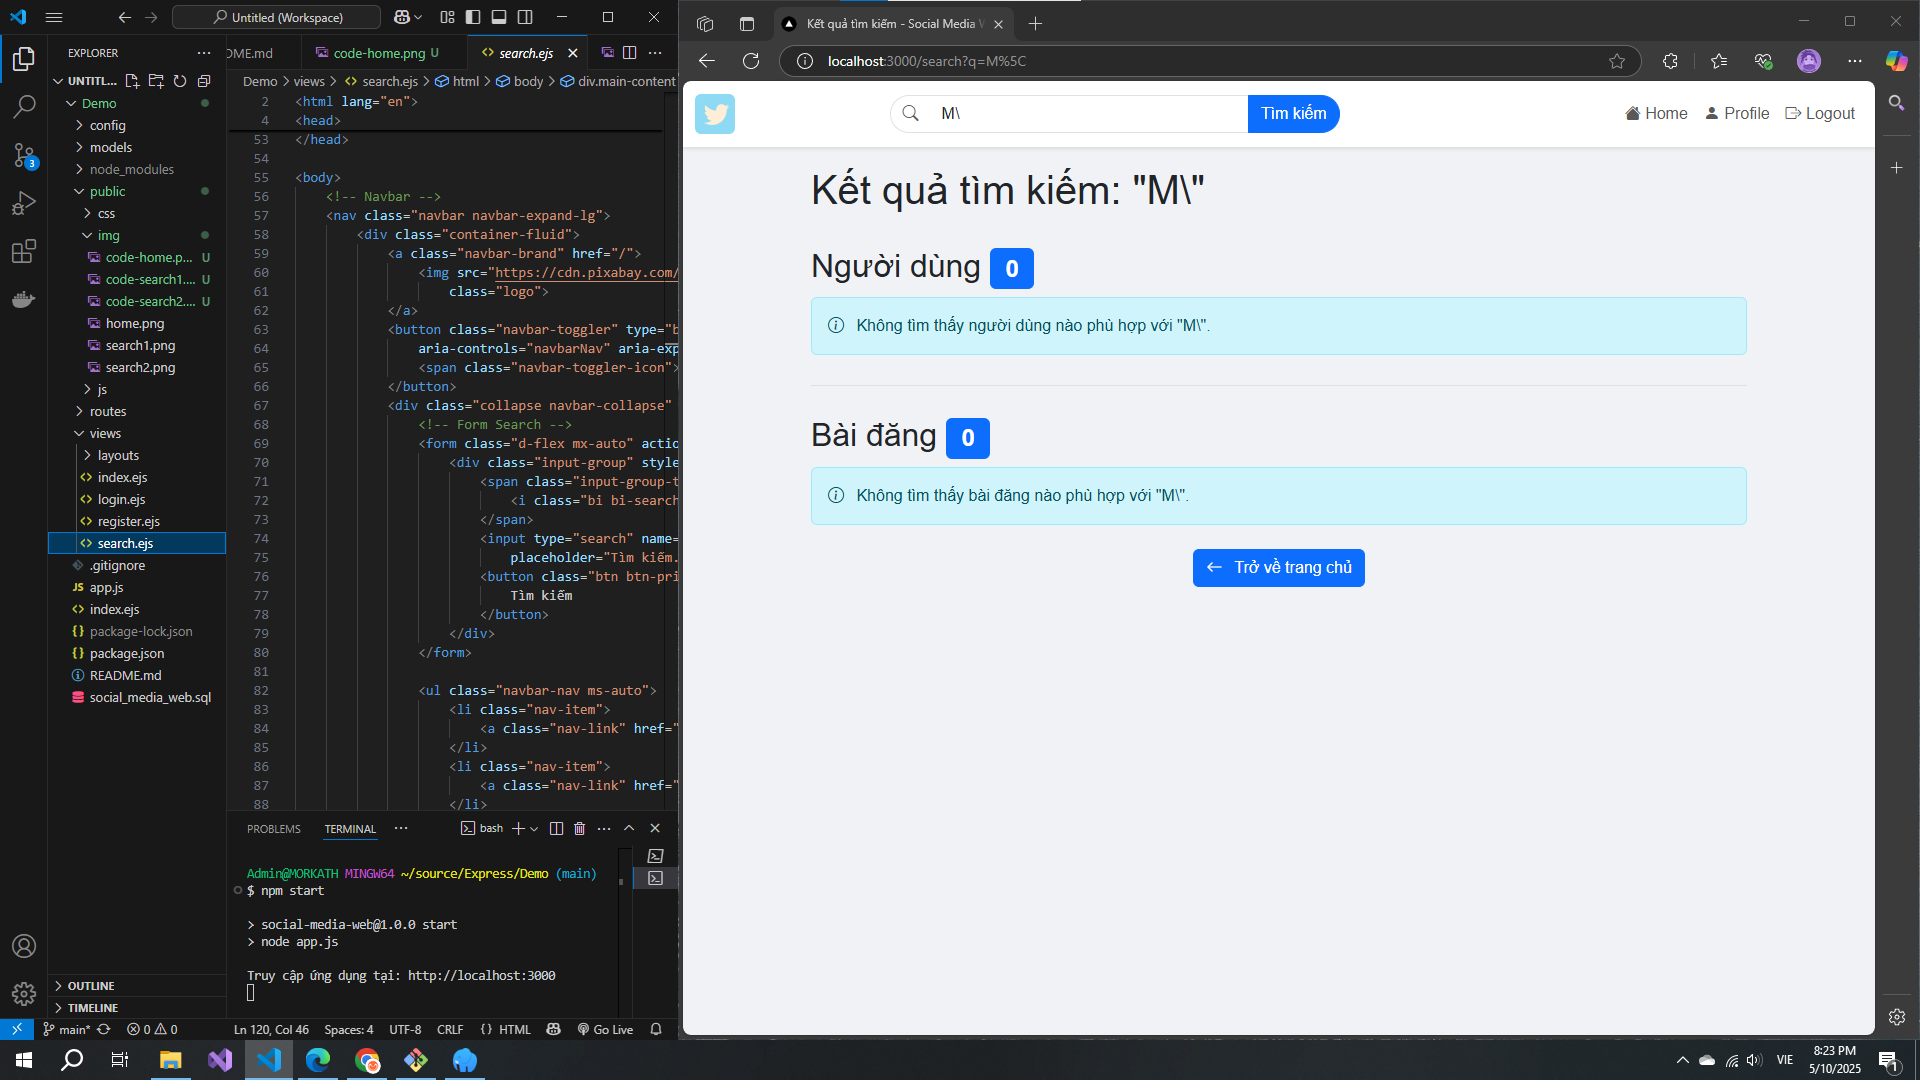 Untitled (Workspace)
EXPLORER
UNTITL...
Demo
config
models
node_modules
public
css
img
code-home.p... U
code-search1.... U
code-search2.... U
home.png
search1.png
search2.png
js
routes
views
layouts
index.ejs
login.ejs
register.ejs
search.ejs
.gitignore
app.js
index.ejs
package-lock.json
package.json
README.md
social_media_web.sql
OUTLINE
TIMELINE
3
OME.md
code-home.png U
search.ejs
Demo > views > search.ejs > html > body > div.main-content
2 <html lang="en">
4 <head>
53 </head>
54
55 <body>
56 <!-- Navbar -->
57 <nav class="navbar navbar-expand-lg">
58 <div class="container-fluid">
59 <a class="navbar-brand" href="/">
60 <img src="https://cdn.pixabay.com/
61 class="logo">
62 </a>
63 <button class="navbar-toggler" type="b
64 aria-controls="navbarNav" aria-exp
65 <span class="navbar-toggler-icon">
66 </button>
67 <div class="collapse navbar-collapse"
68 <!-- Form Search -->
69 <form class="d-flex mx-auto" actio
70 <div class="input-group" style
71 <span class="input-group-t
72 <i class="bi bi-search
73 </span>
74 <input type="search" name=
75 placeholder="Tìm kiếm.
76 <button class="btn btn-pri
77 Tìm kiếm
78 </button>
79 </div>
80 </form>
81
82 <ul class="navbar-nav ms-auto">
83 <li class="nav-item">
84 <a class="nav-link" href="
85 </li>
86 <li class="nav-item">
87 <a class="nav-link" href="
88 </li>
PROBLEMS TERMINAL
bash
Admin@MORKATH MINGW64 ~/source/Express/Demo (main)
$ npm start
> social-media-web@1.0.0 start
> node app.js
Truy cập ứng dụng tại: http://localhost:3000
main* 0 0 Ln 120, Col 46 Spaces: 4 UTF-8 CRLF {} HTML Go Live
Kết quả tìm kiếm - Social Media W
localhost:3000/search?q=M%5C
M\
Tìm kiếm
Home Profile Logout
Kết quả tìm kiếm: "M\"
Người dùng 0
Không tìm thấy người dùng nào phù hợp với "M\".
Bài đăng 0
Không tìm thấy bài đăng nào phù hợp với "M\".
Trở về trang chủ
VIE
8:23 PM
5/10/2025
1